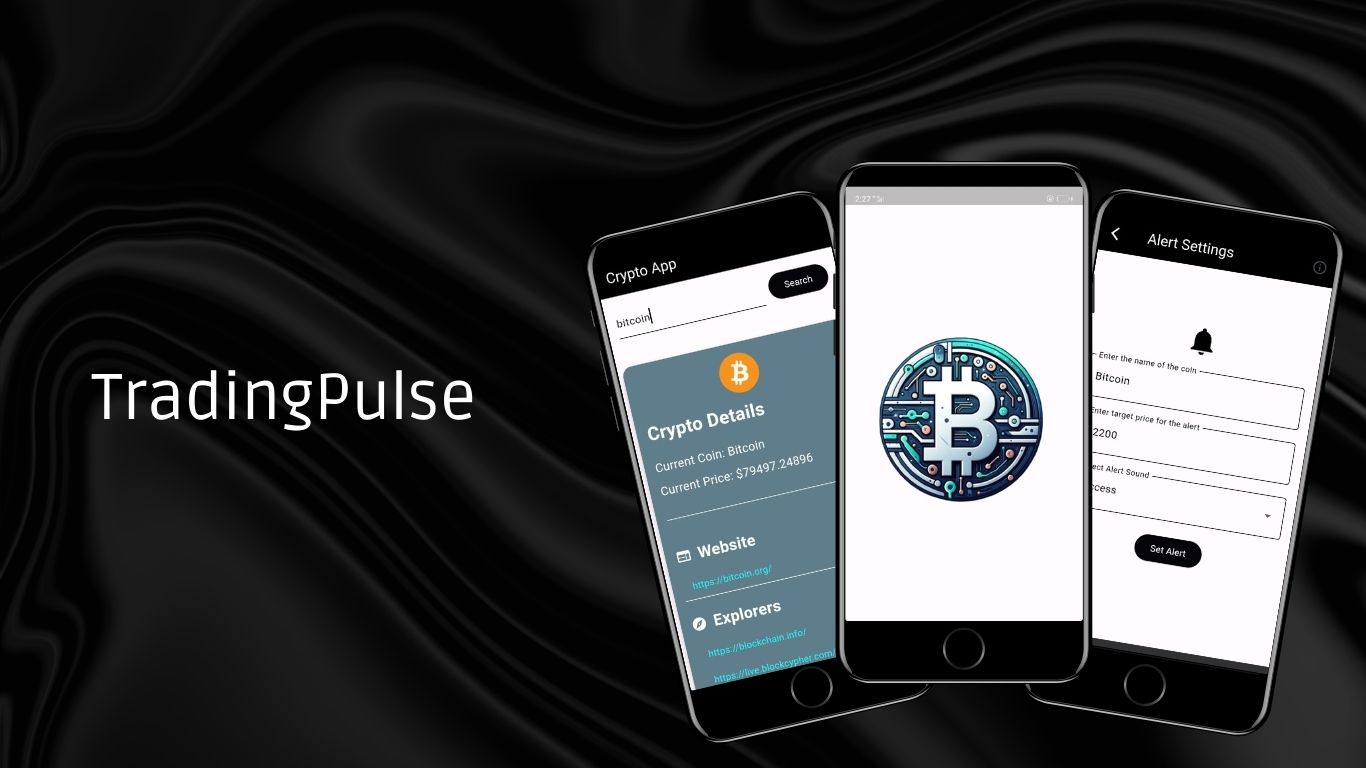 TradingPulse
Crypto App
bitcoin
Search
Crypto Details
Current Coin: Bitcoin
Current Price: $79497.24896
Website
https://bitcoin.org/
Explorers
https://blockchain.info/
https://live.blockcypher.com/
2:27
Alert Settings
Enter the name of the coin
Bitcoin
Enter target price for the alert
2200
Alert Sound
Set Alert